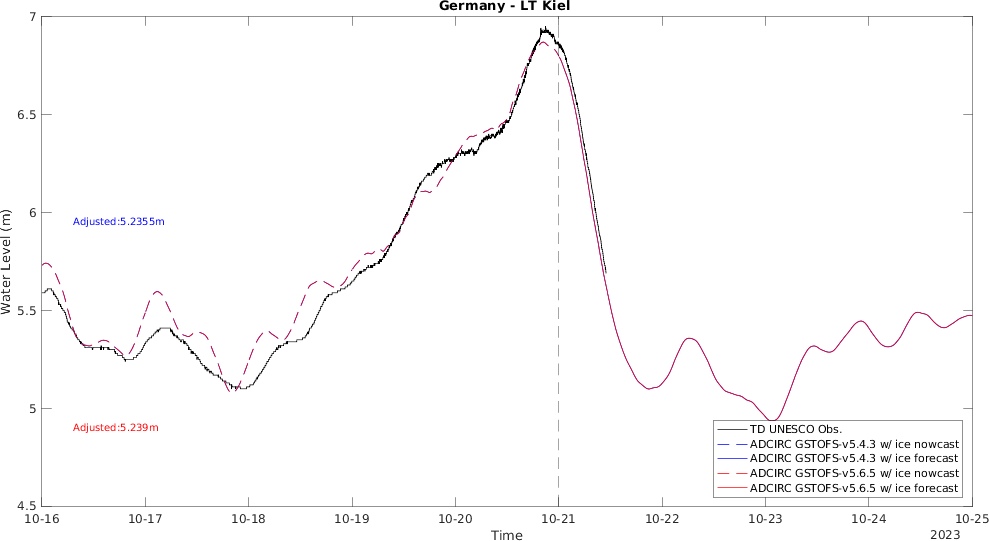 Germany - LT Kiel
7
6.5
6
5.5
5
4.5
Water Level (m)
Adjusted:5.2355m
Adjusted:5.239m
TD UNESCO Obs.
ADCIRC GSTOFS-v5.4.3 w/ ice nowcast
ADCIRC GSTOFS-v5.4.3 w/ ice forecast
ADCIRC GSTOFS-v5.6.5 w/ ice nowcast
ADCIRC GSTOFS-v5.6.5 w/ ice forecast
10-16 10-17 10-18 10-19 10-20 10-21 10-22 10-23 10-24 10-25
Time
2023